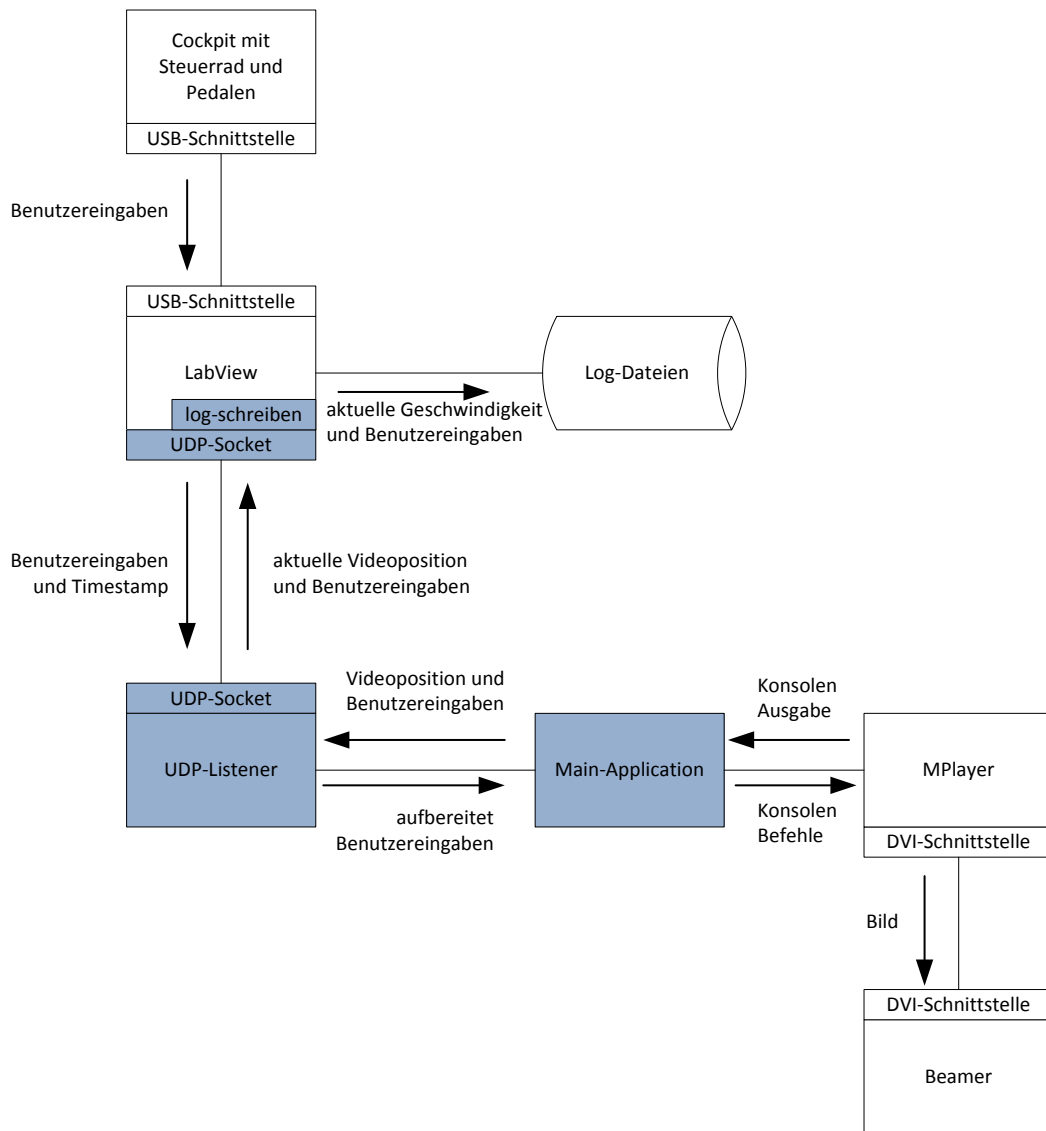 Cockpit mit
Steuerrad und
Pedalen
USB-Schnittstelle
Benutzereingaben
USB-Schnittstelle
LabView
log-schreiben
UDP-Socket
aktuelle Geschwindigkeit
und Benutzereingaben
Log-Dateien
Benutzereingaben
und Timestamp
aktuelle Videoposition
und Benutzereingaben
UDP-Socket
UDP-Listener
Videoposition und
Benutzereingaben
aufbereitet
Benutzereingaben
Main-Application
Konsolen
Ausgabe
Konsolen
Befehle
MPlayer
DVI-Schnittstelle
Bild
DVI-Schnittstelle
Beamer